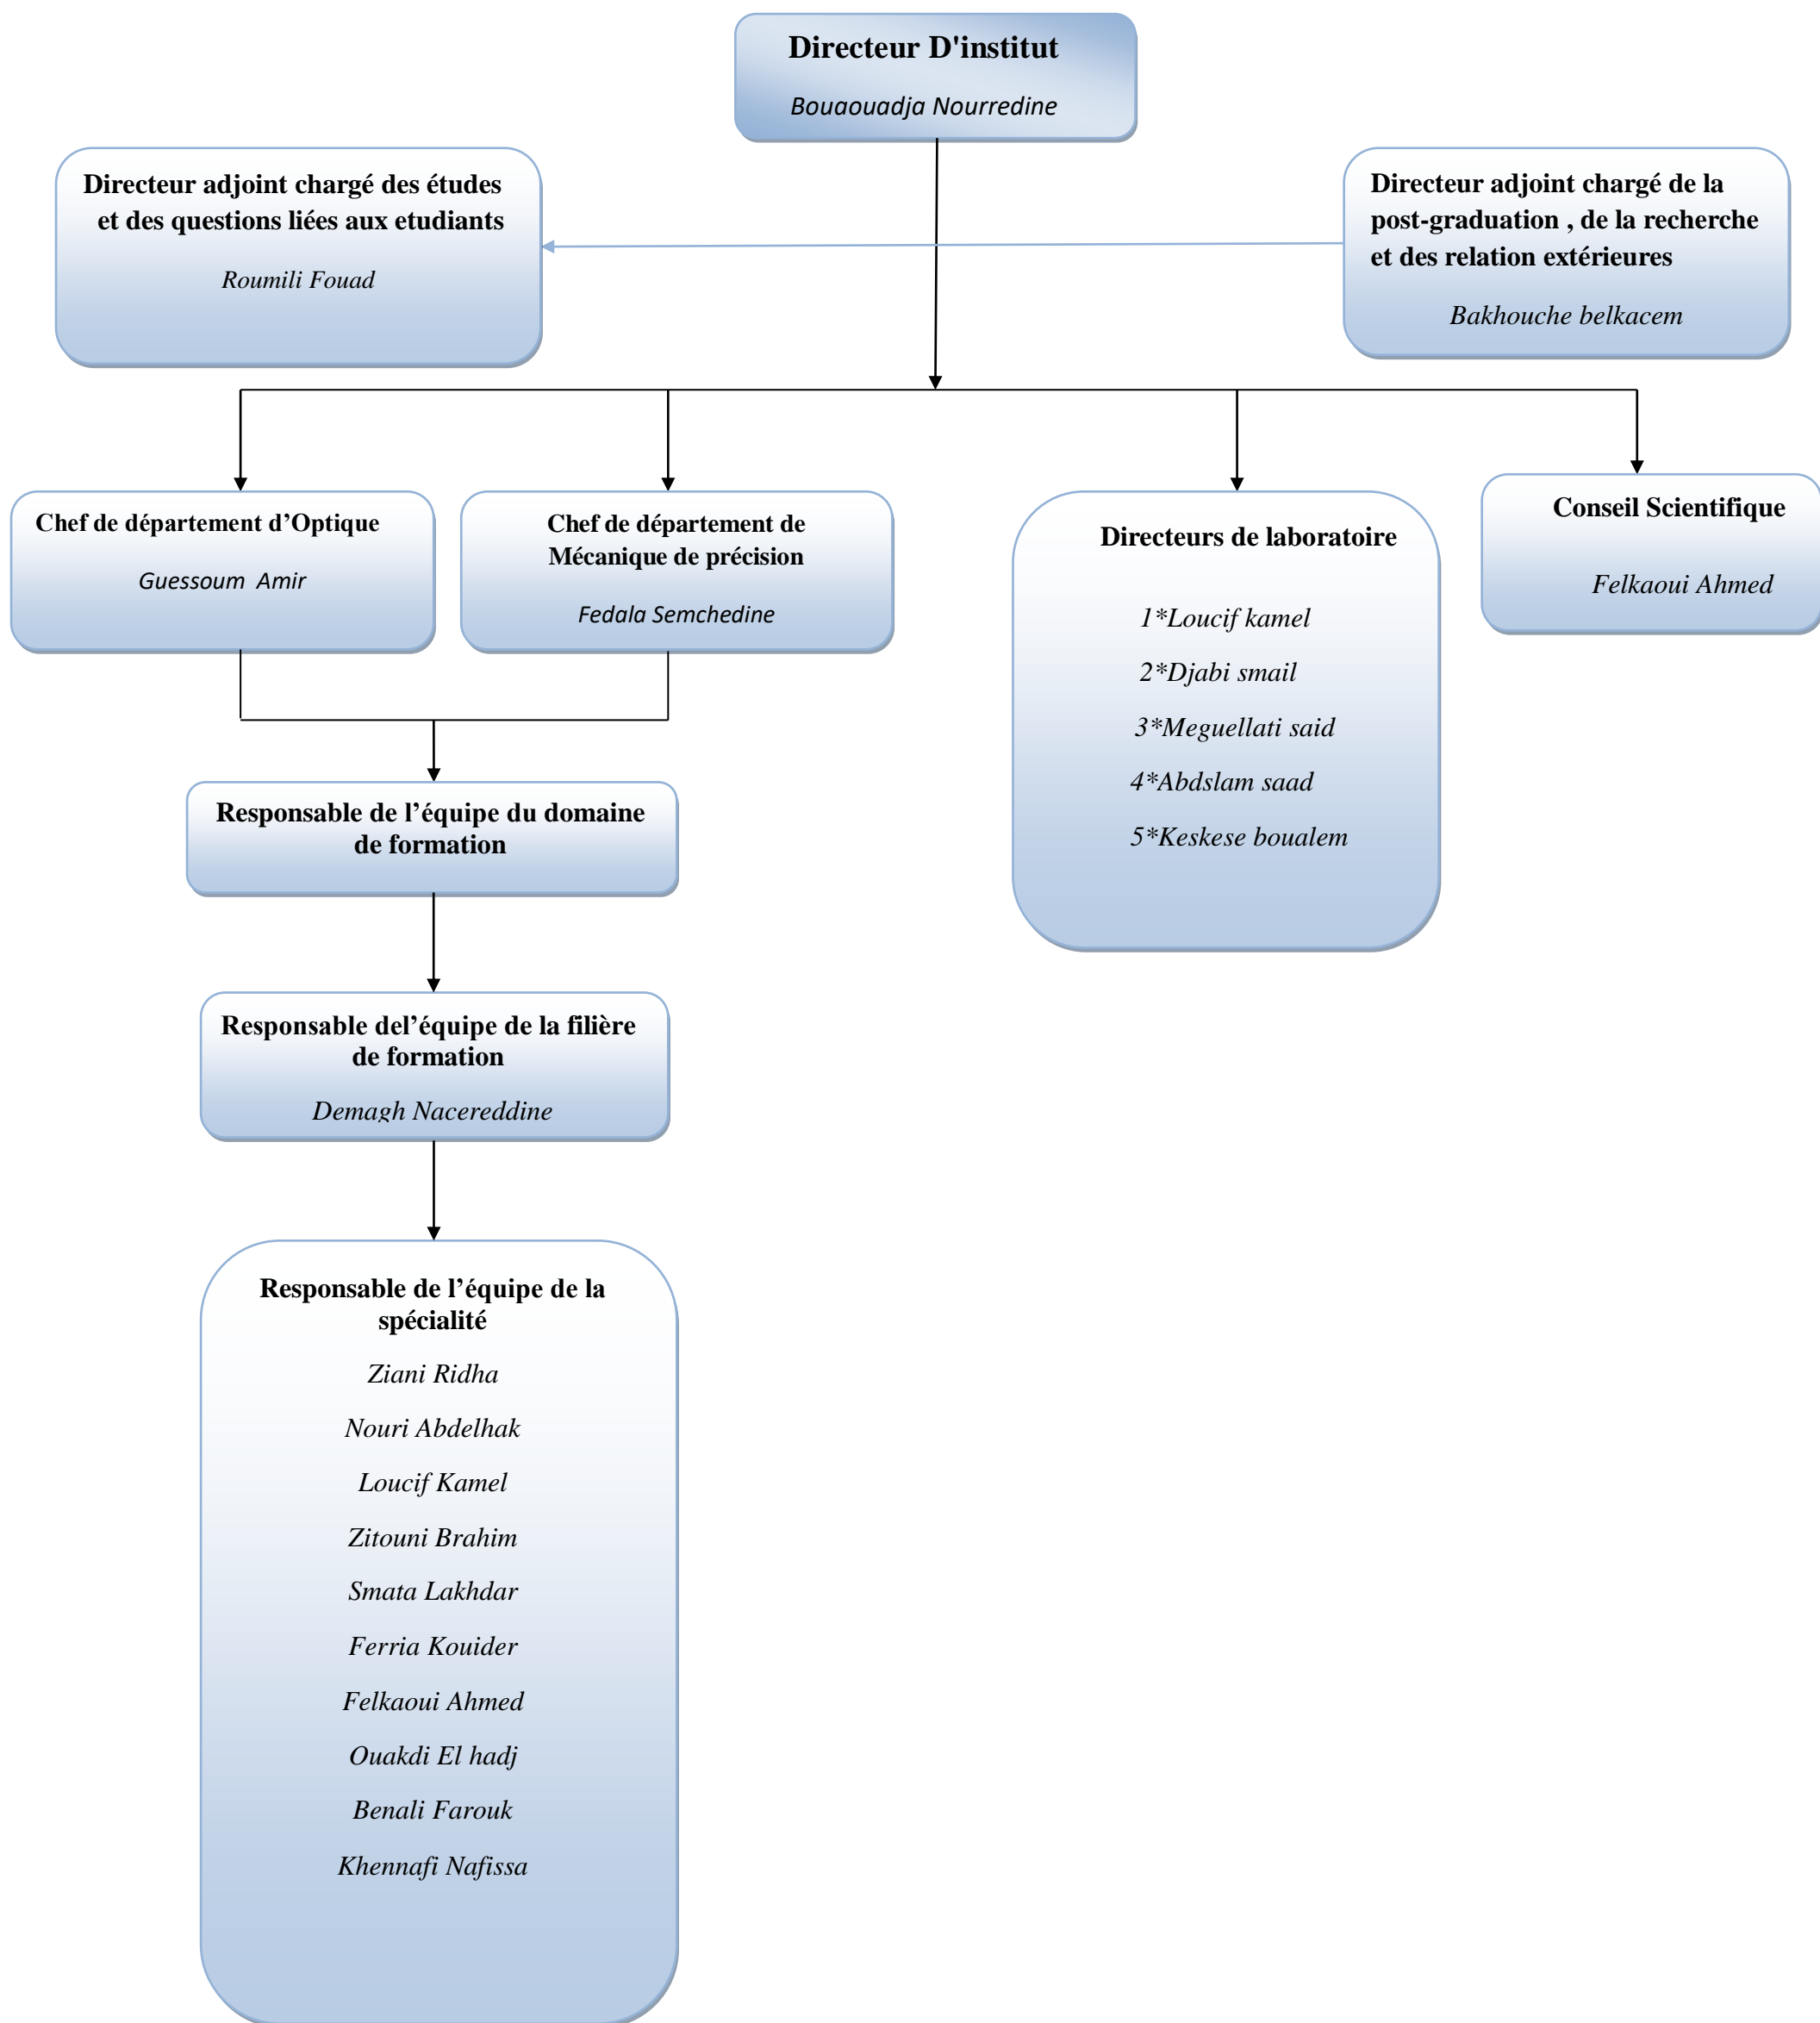 Directeur D'institut
Bouaouadja Nourredine
Directeur adjoint chargé des études
et des questions liées aux etudiants
Roumili Fouad
Directeur adjoint chargé de la
post-graduation , de la recherche
et des relation extérieures
Bakhouche belkacem
Chef de département d’Optique
Guessoum  Amir
Chef de département de
Mécanique de précision
Fedala Semchedine
Directeurs de laboratoire
1*Loucif kamel
2*Djabi smail
3*Meguellati said
4*Abdslam saad
5*Keskese boualem
Conseil Scientifique
Felkaoui Ahmed
Responsable de l’équipe du domaine
de formation
Responsable del’équipe de la filière
de formation
Demagh Nacereddine
Responsable de l’équipe de la
spécialité
Ziani Ridha
Nouri Abdelhak
Loucif Kamel
Zitouni Brahim
Smata Lakhdar
Ferria Kouider
Felkaoui Ahmed
Ouakdi El hadj
Benali Farouk
Khennafi Nafissa